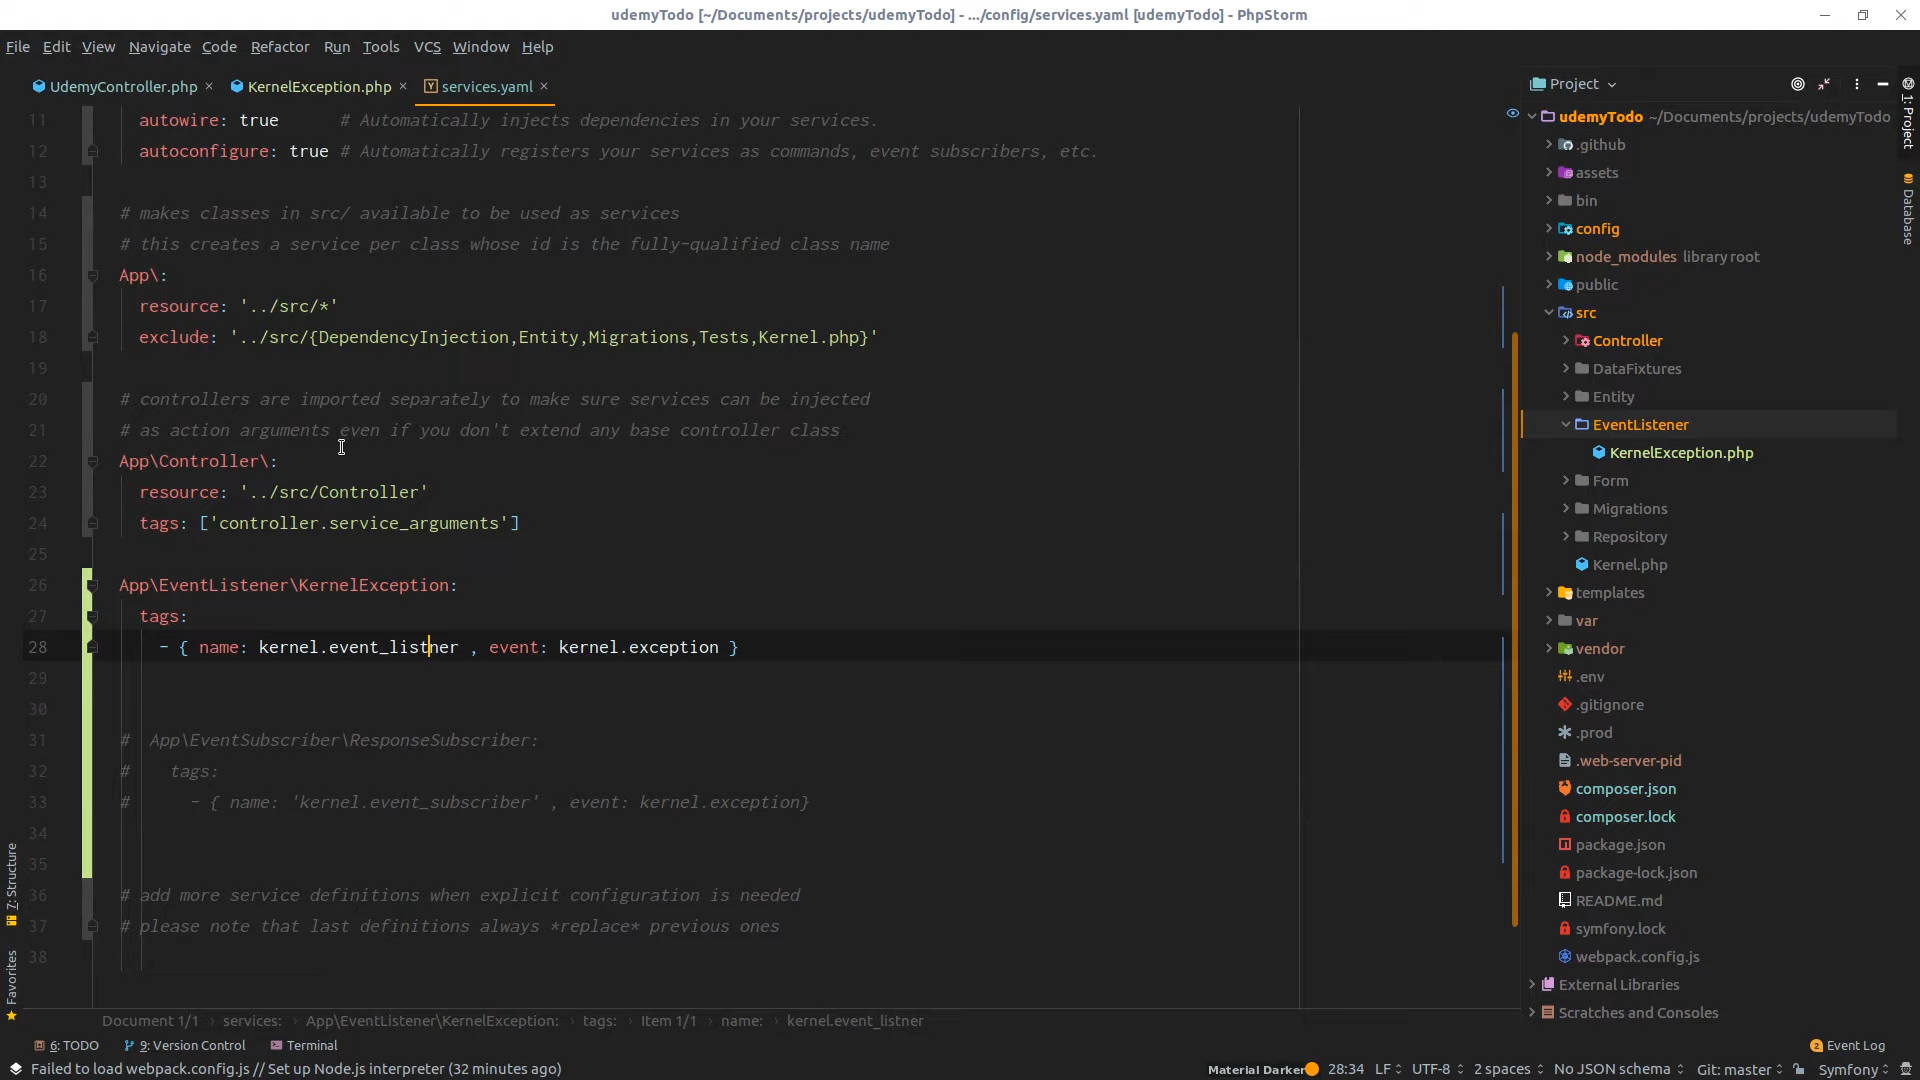 udemyTodo [~/Documents/projects/udemyTodo] - .../config/services.yaml [udemyTodo] - PhpStorm
File Edit View Navigate Code Refactor Run Tools VCS Window Help
UdemyController.php × KernelException.php × services.yaml ×
11 autowire: true # Automatically injects dependencies in your services.
12 autoconfigure: true # Automatically registers your services as commands, event subscribers, etc.
13
14 # makes classes in src/ available to be used as services
15 # this creates a service per class whose id is the fully-qualified class name
16 App\:
17 resource: '../src/*'
18 exclude: '../src/{DependencyInjection,Entity,Migrations,Tests,Kernel.php}'
19
20 # controllers are imported separately to make sure services can be injected
21 # as action arguments even if you don't extend any base controller class
22 App\Controller\:
23 resource: '../src/Controller'
24 tags: ['controller.service_arguments']
25
26 App\EventListener\KernelException:
27 tags:
28 - { name: kernel.event_listner , event: kernel.exception }
29
30
31 # App\EventSubscriber\ResponseSubscriber:
32 # tags:
33 # - { name: 'kernel.event_subscriber' , event: kernel.exception}
34
35
36 # add more service definitions when explicit configuration is needed
37 # please note that last definitions always *replace* previous ones
38
Document 1/1 services: App\EventListener\KernelException: tags: Item 1/1 name: kernel.event_listner
Project
udemyTodo ~/Documents/projects/udemyTodo
.github
assets
bin
config
node_modules library root
public
src
Controller
DataFixtures
Entity
EventListener
KernelException.php
Form
Migrations
Repository
Kernel.php
templates
var
vendor
.env
.gitignore
.prod
.web-server-pid
composer.json
composer.lock
package.json
package-lock.json
README.md
symfony.lock
webpack.config.js
External Libraries
Scratches and Consoles
1: Project
Database
7: Structure
Favorites
6: TODO 9: Version Control Terminal 2 Event Log
Failed to load webpack.config.js // Set up Node.js interpreter (32 minutes ago) Material Darker 28:34 LF UTF-8 2 spaces No JSON schema Git: master Symfony